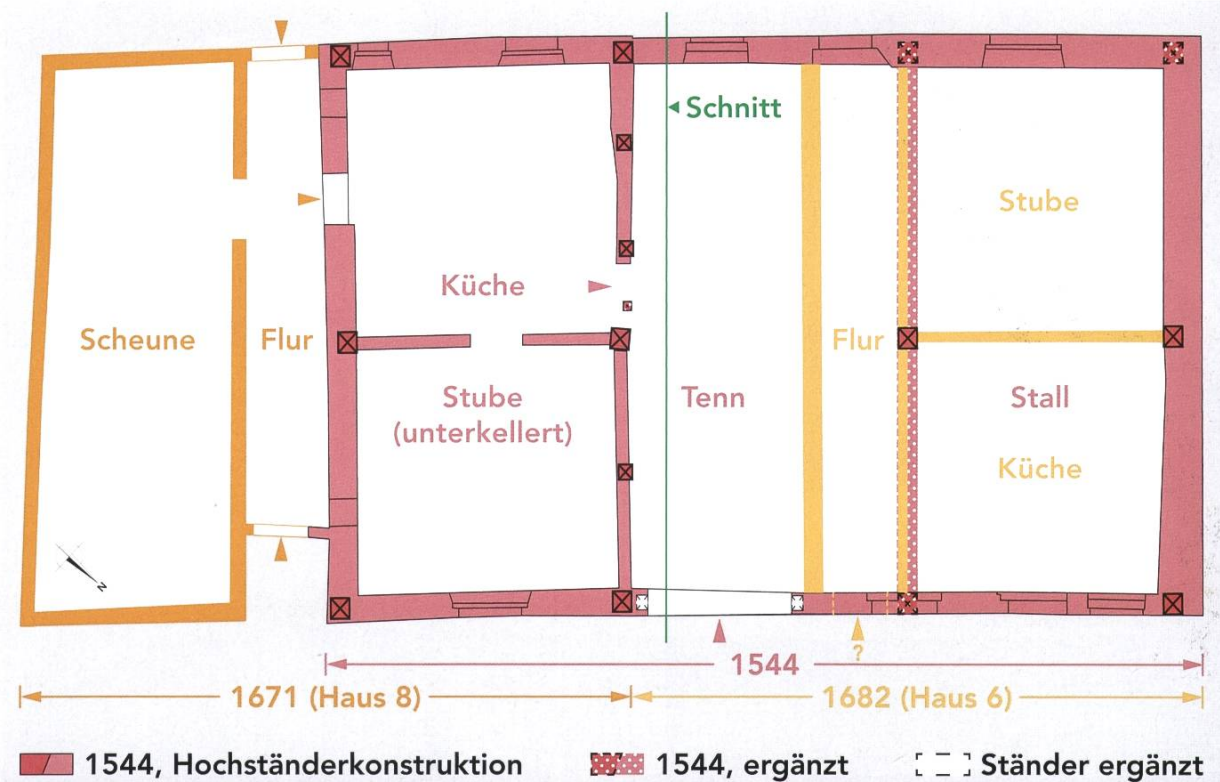 Schnitt
Stube
Küche
Scheune
Flur
Flur
Stube
(unterkellert)
Tenn
Stall
Küche
N
?
1544
1671 (Haus 8)
1682 (Haus 6)
1544, Hochständerkonstruktion
1544, ergänzt
Ständer ergänzt